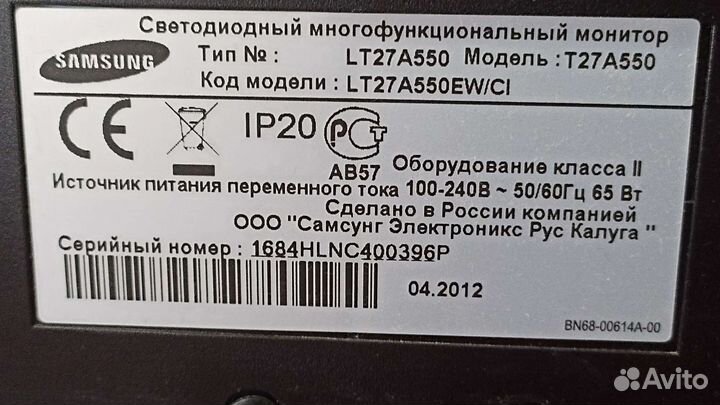 Светодиодный многофункциональный монитор
SAMSUNG
Тип № : LT27A550 Модель : T27A550
Код модели : LT27A550EW/CI
CE IP20 РСТ
АВ57 Оборудование класса II
Источник питания переменного тока 100-240В ~ 50/60Гц 65 Вт
Сделано в России компанией
ООО "Самсунг Электроникс Рус Калуга "
Серийный номер : 1684HLNC400396P
04.2012
BN68-00614A-00
Avito